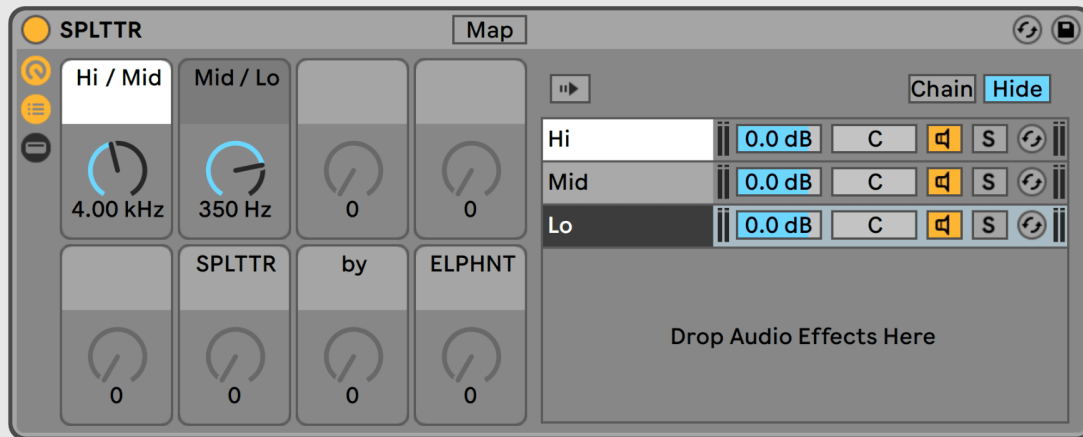 SPLTTR Map
Hi / Mid Mid / Lo
4.00 kHz 350 Hz 0 0
SPLTTR by ELPHNT
0 0 0 0
Chain Hide
Hi 0.0 dB C S
Mid 0.0 dB C S
Lo 0.0 dB C S
Drop Audio Effects Here